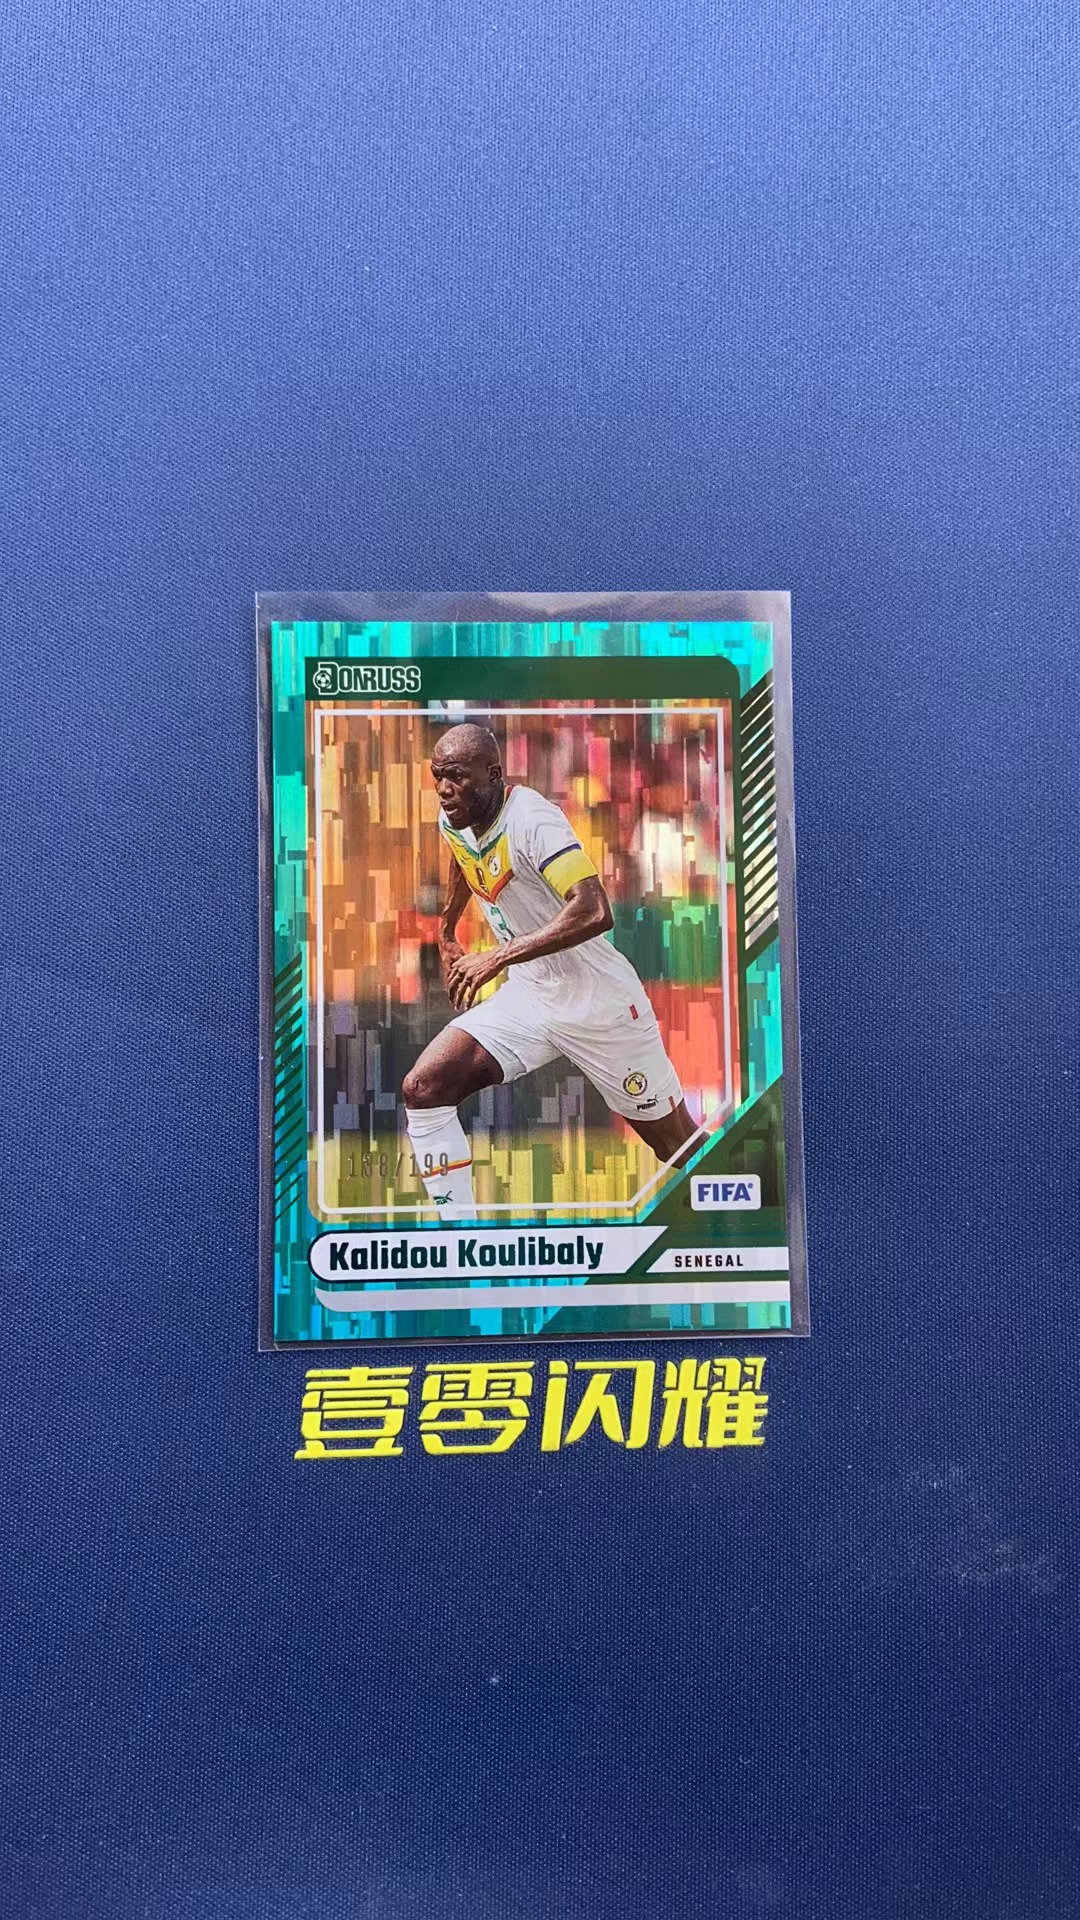 DONRUSS
138/199
FIFA
Kalidou Koulibaly
SENEGAL
壹零闪耀